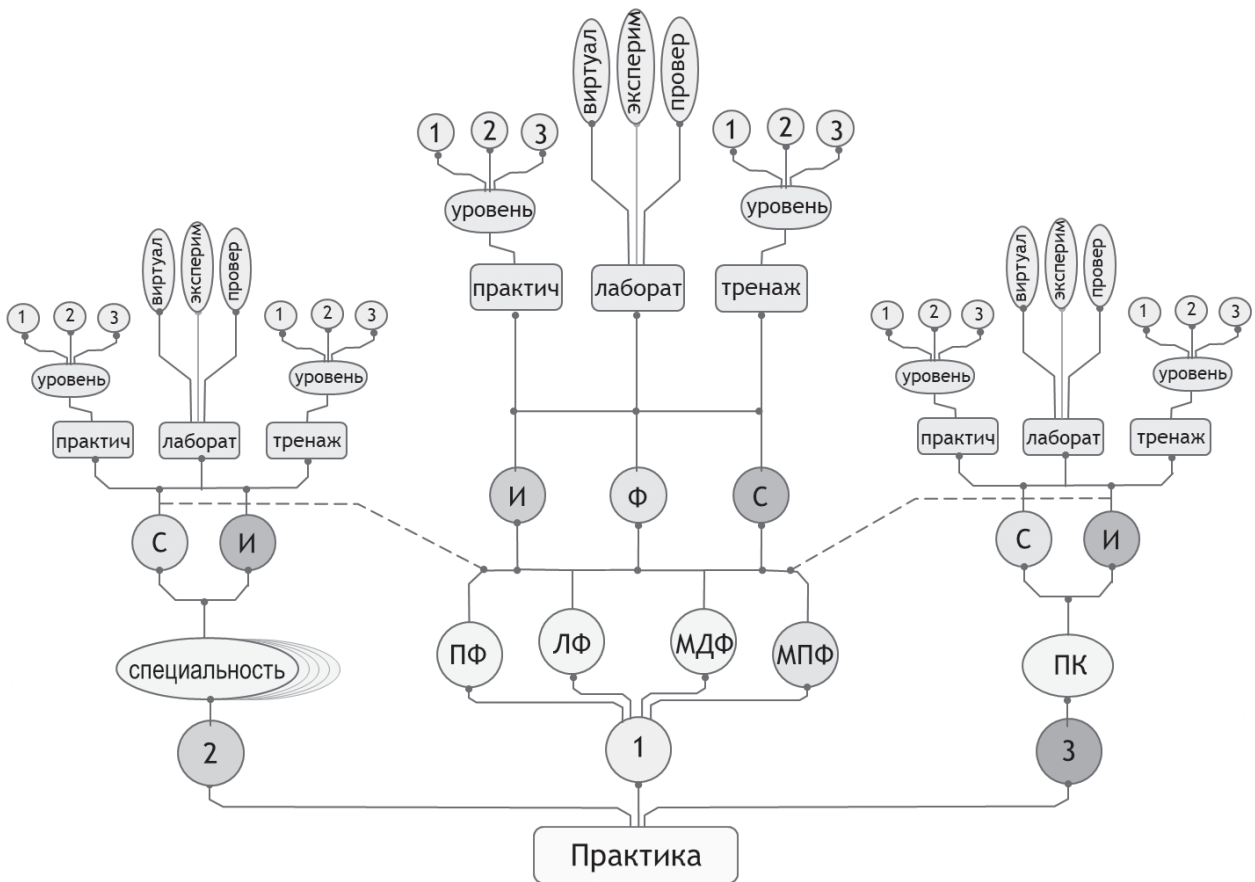 виртуал
эксперим
провер
1
2
3
1
2
3
уровень
уровень
практич
лаборат
тренаж
виртуал
эксперим
провер
1
2
3
1
2
3
уровень
уровень
практич
лаборат
тренаж
виртуал
эксперим
провер
1
2
3
1
2
3
уровень
уровень
практич
лаборат
тренаж
И
Ф
С
С
И
С
И
ПФ
ЛФ
МДФ
МПФ
специальность
ПК
2
1
3
Практика